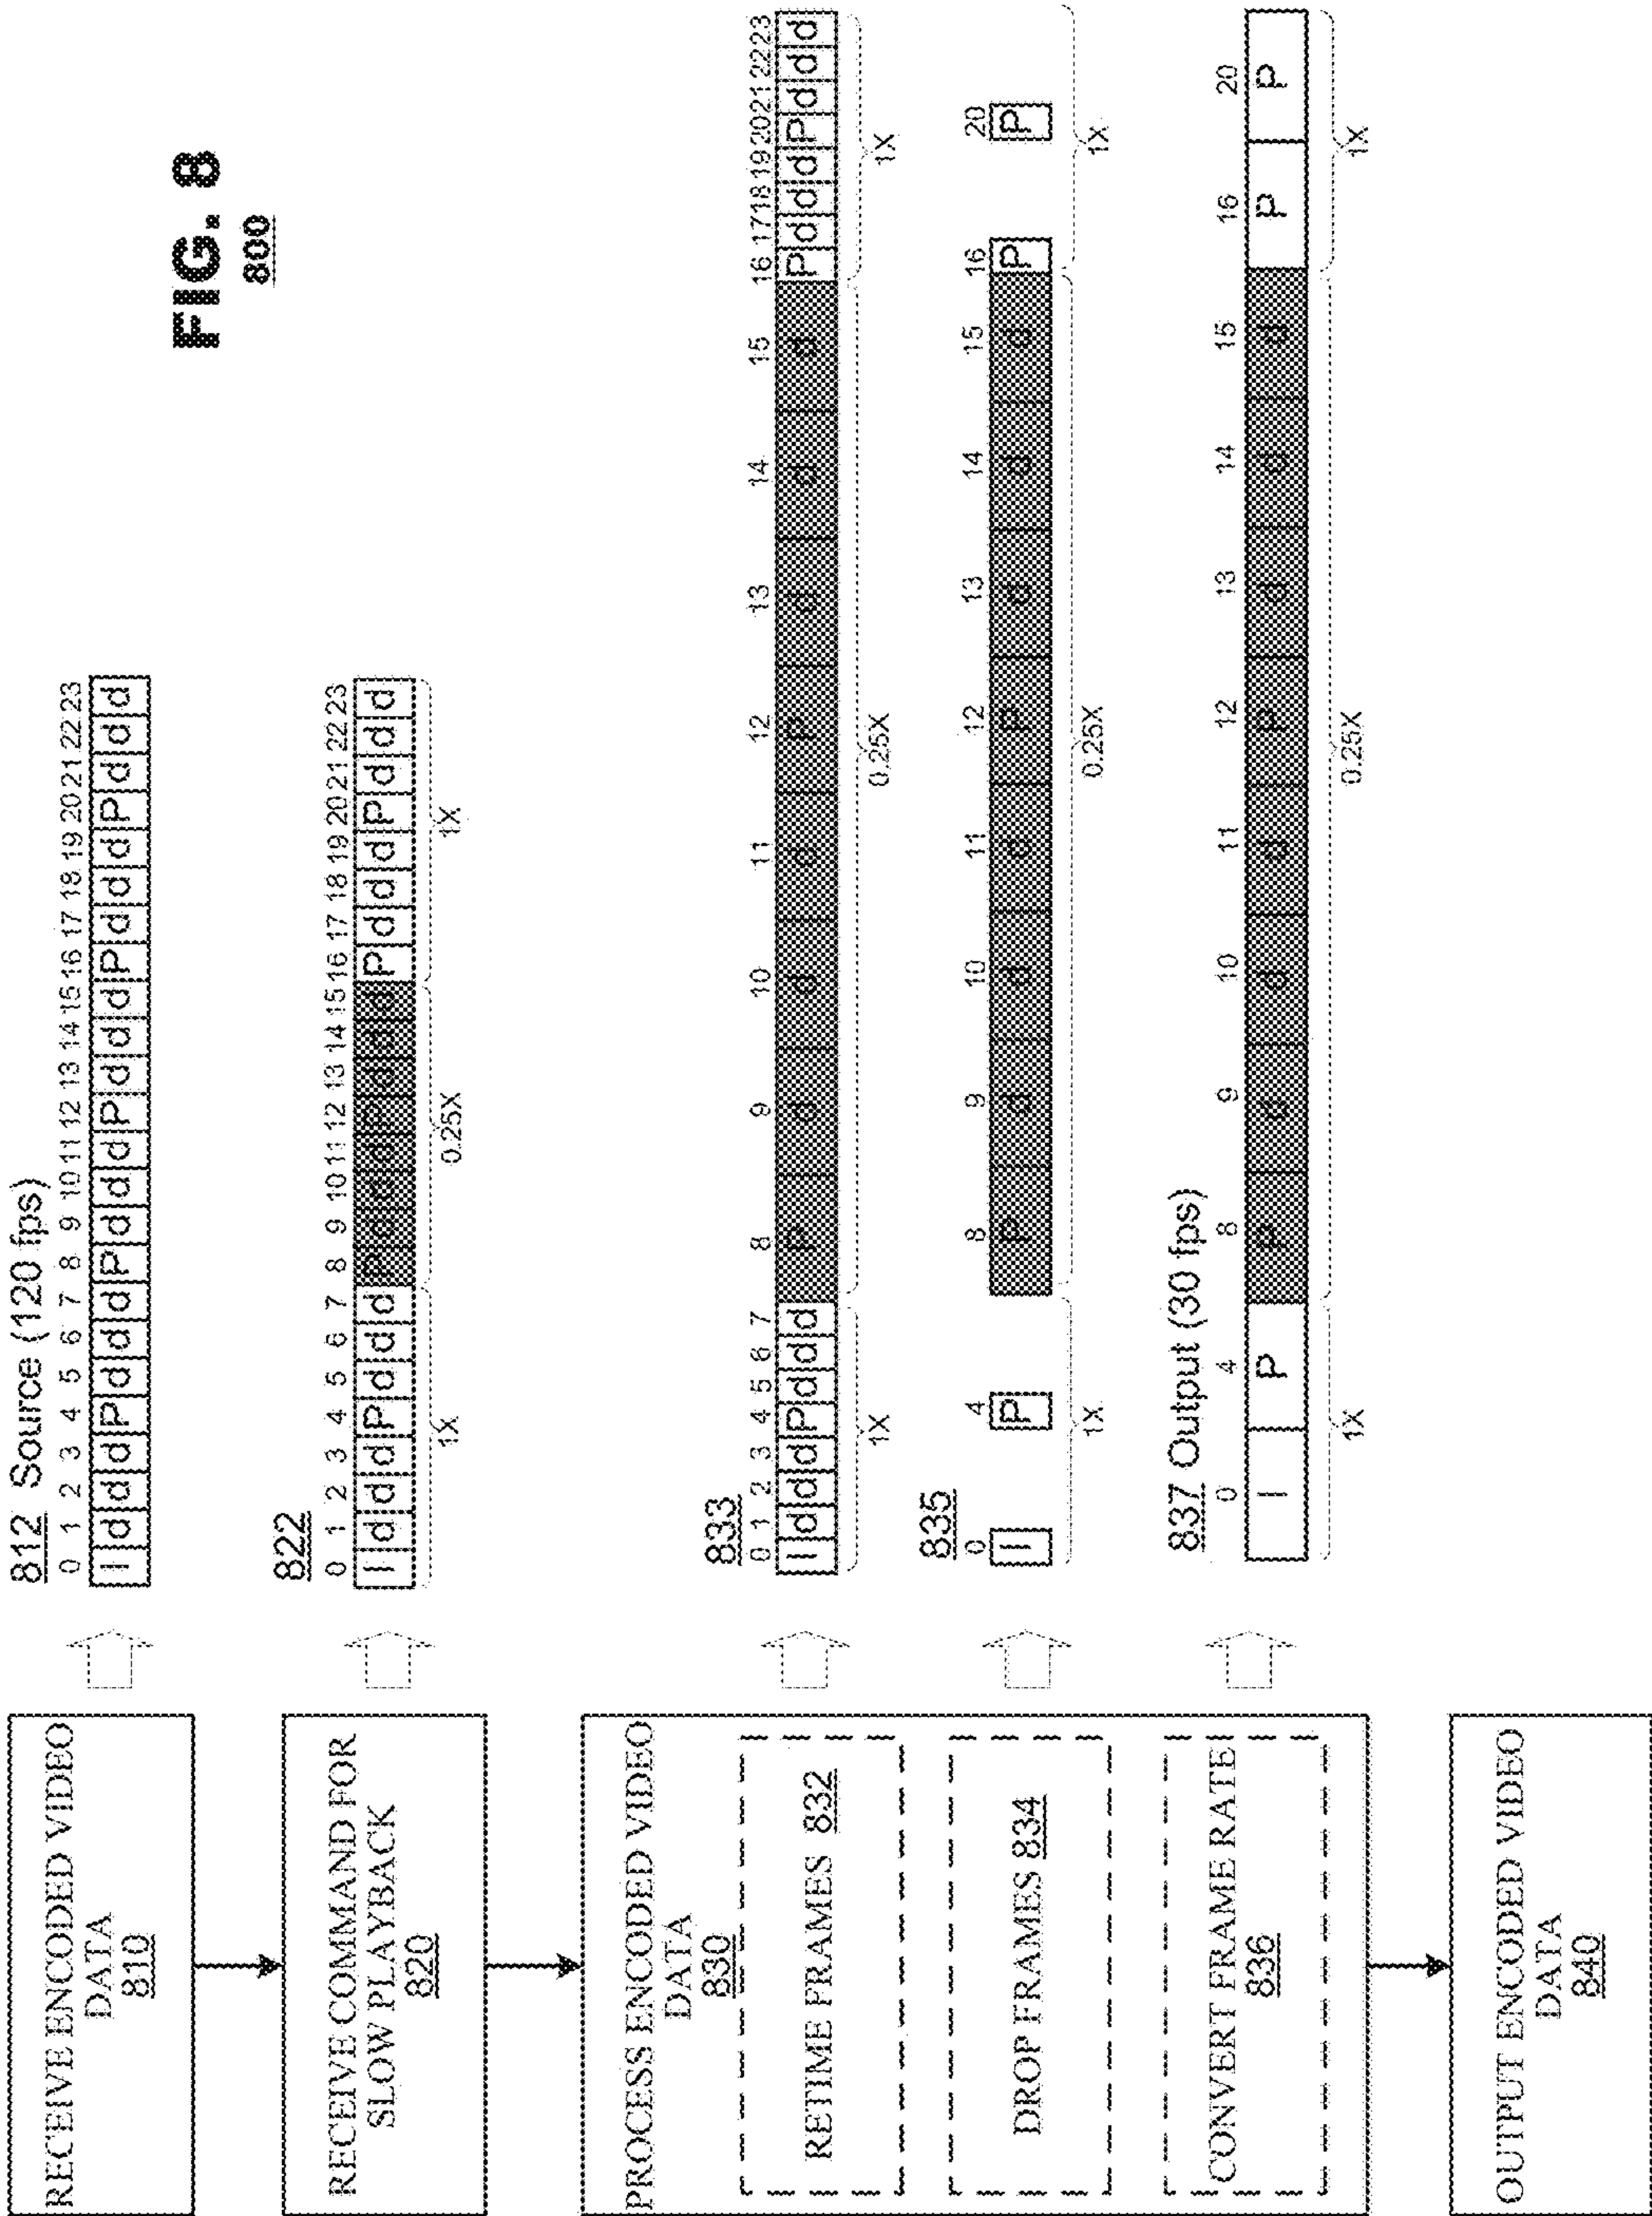 FIG. 8
800
RECEIVE ENCODED VIDEO
DATA
810
812 Source (120 fps)
0 1 2 3 4 5 6 7 8 9 10 11 12 13 14 15 16 17 18 19 20 21 22 23
I d d d P d d d P d d d P d d d P d d d P d d d
RECEIVE COMMAND FOR
SLOW PLAYBACK
820
822
0 1 2 3 4 5 6 7 8 9 10 11 12 13 14 15 16 17 18 19 20 21 22 23
I d d d P d d d P d d d P d d d P d d d P d d d
1X 0.25X 1X
PROCESS ENCODED VIDEO
DATA
830
RETIME FRAMES 832
833
0 1 2 3 4 5 6 7 8 9 10 11 12 13 14 15 16 17 18 19 20 21 22 23
I d d d P d d d P d d d P d d d P d d d P d d d
1X 0.25X 1X
DROP FRAMES 834
835
0 4 8 9 10 11 12 13 14 15 16 20
I P P d d d P d d d P P
1X 0.25X 1X
CONVERT FRAME RATE
836
837 Output (30 fps)
0 4 8 9 10 11 12 13 14 15 16 20
I P P d d d P d d d P P
1X 0.25X 1X
OUTPUT ENCODED VIDEO
DATA
840